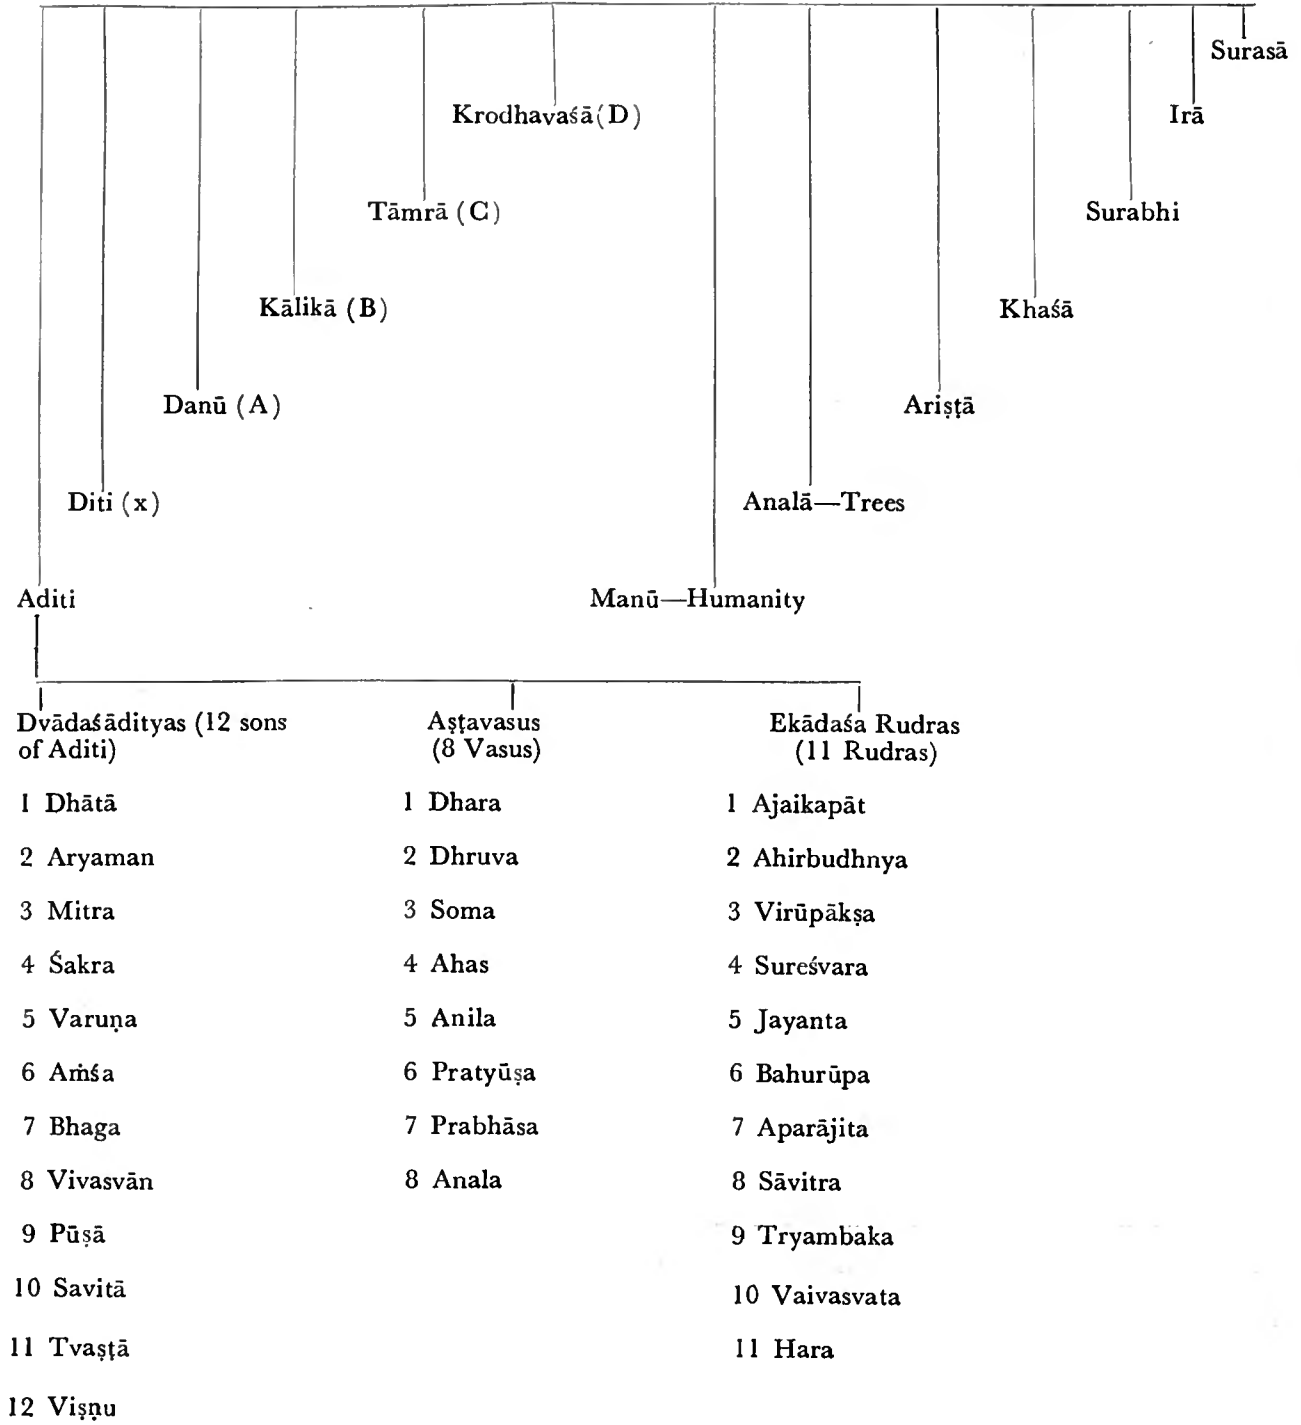 Surasā
Krodhavaśā(D)
Irā
Tāmrā (C)
Surabhi
Kālikā (B)
Khaśā
Danū (A)
Ariṣṭā
Diti (x)
Analā—Trees
Aditi
Manū—Humanity
Dvādaśādityas (12 sons
of Aditi)
1 Dhātā
2 Aryaman
3 Mitra
4 Śakra
5 Varuṇa
6 Aṁśa
7 Bhaga
8 Vivasvān
9 Pūṣā
10 Savitā
11 Tvaṣṭā
12 Viṣṇu
Aṣṭavasus
(8 Vasus)
1 Dhara
2 Dhruva
3 Soma
4 Ahas
5 Anila
6 Pratyūṣa
7 Prabhāsa
8 Anala
Ekādaśa Rudras
(11 Rudras)
1 Ajaikapāt
2 Ahirbudhnya
3 Virūpākṣa
4 Sureśvara
5 Jayanta
6 Bahurūpa
7 Aparājita
8 Sāvitra
9 Tryambaka
10 Vaivasvata
11 Hara